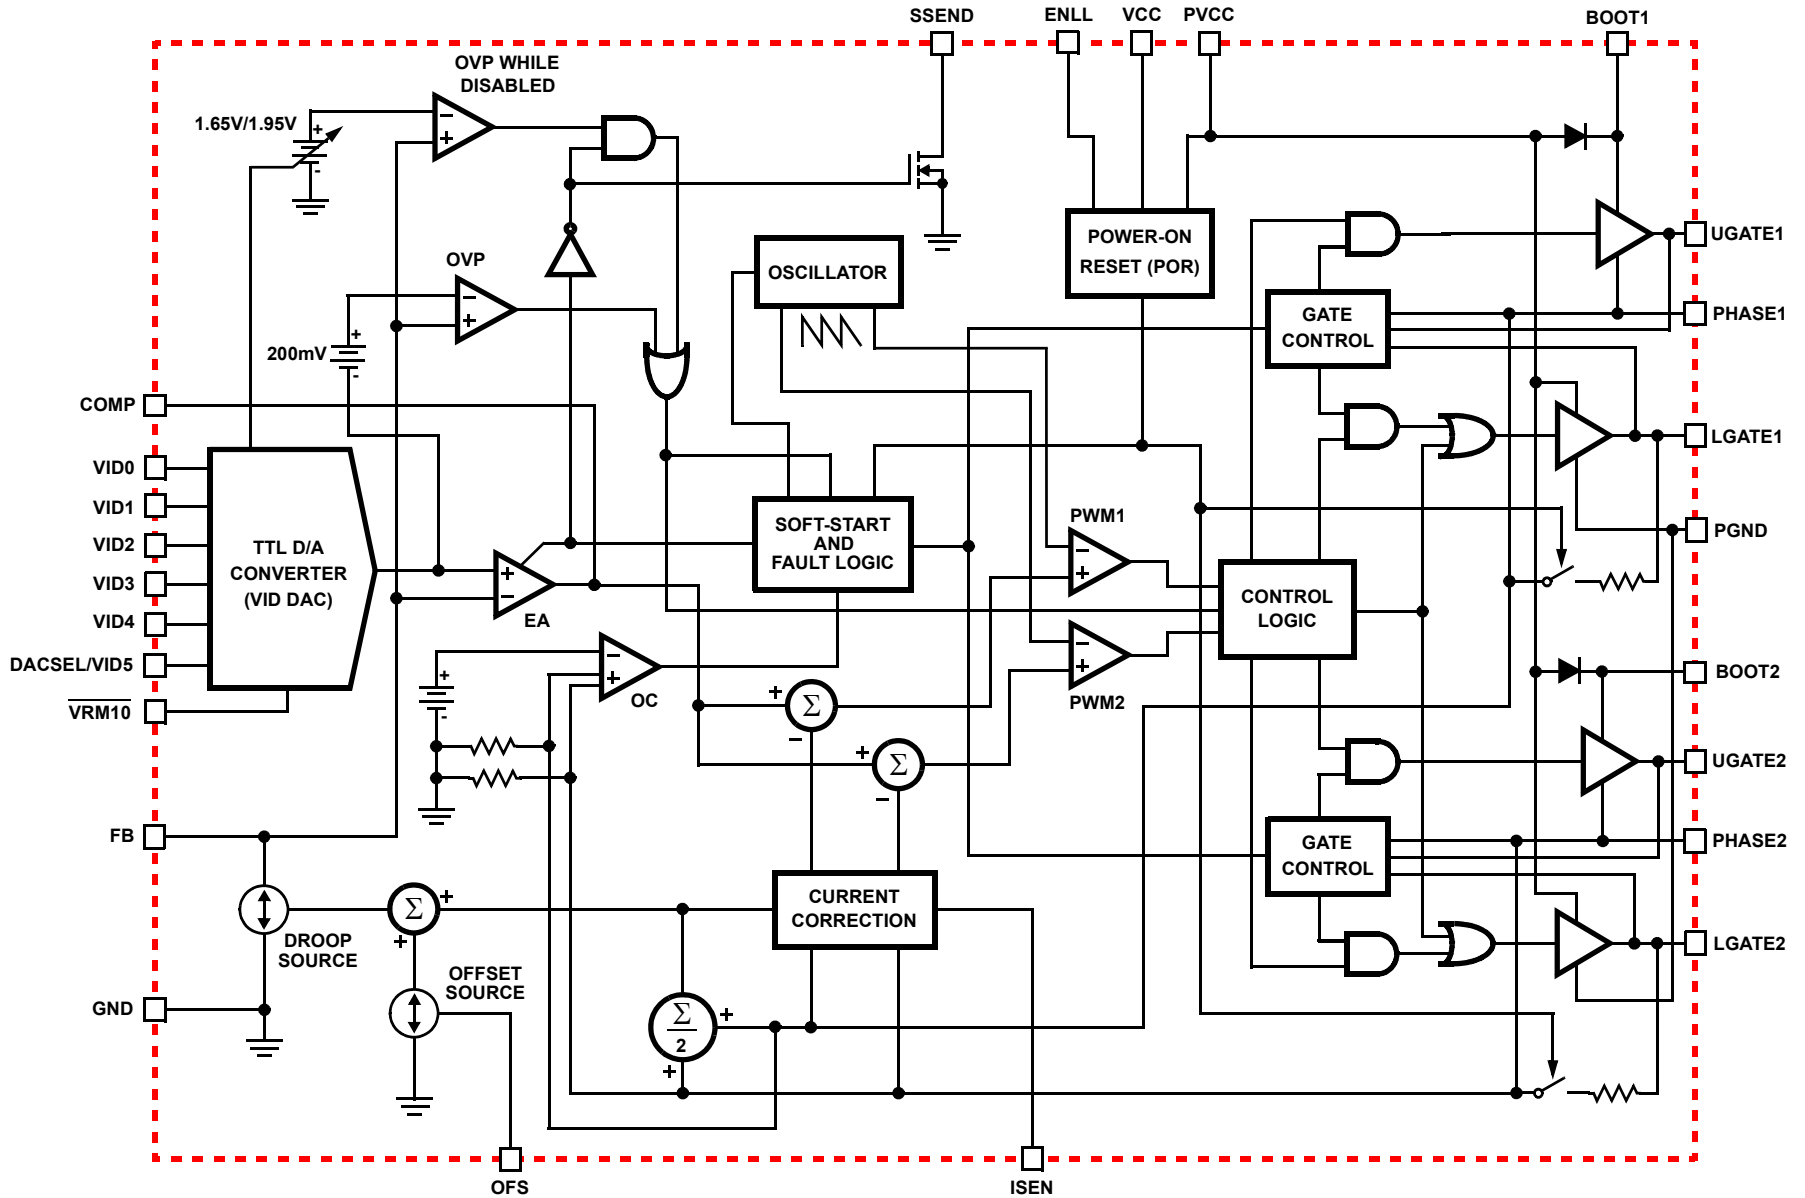 SSEND
ENLL
VCC
PVCC
BOOT1
OVP WHILE
DISABLED
1.65V/1.95V
+
-
−
+
OVP
−
+
200mV
+
-
OSCILLATOR
POWER-ON
RESET (POR)
UGATE1
GATE
CONTROL
PHASE1
COMP
LGATE1
VID0
VID1
VID2
VID3
VID4
DACSEL/VID5
VRM10
TTL D/A
CONVERTER
(VID DAC)
+
−
EA
SOFT-START
AND
FAULT LOGIC
PWM1
−
+
PGND
CONTROL
LOGIC
−
+
PWM2
+
-
−
+
OC
+
Σ
−
+
Σ
−
BOOT2
UGATE2
PHASE2
GATE
CONTROL
LGATE2
FB
DROOP
SOURCE
Σ
+
+
CURRENT
CORRECTION
OFFSET
SOURCE
GND
Σ
2
+
+
OFS
ISEN